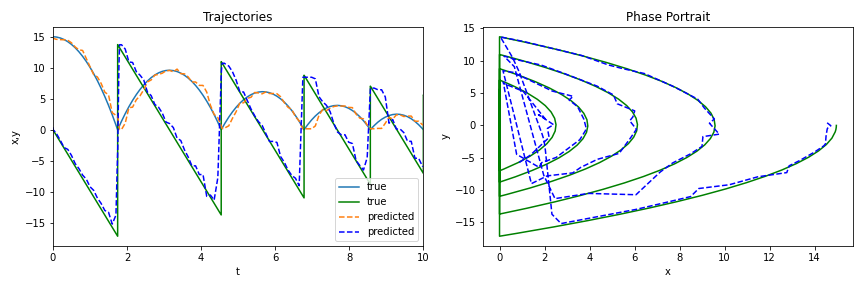 Trajectories
x,y
15
10
5
0
−5
−10
−15
0 2 4 6 8 10
t
true
true
predicted
predicted
Phase Portrait
y
15
10
5
0
−5
−10
−15
0 2 4 6 8 10 12 14
x